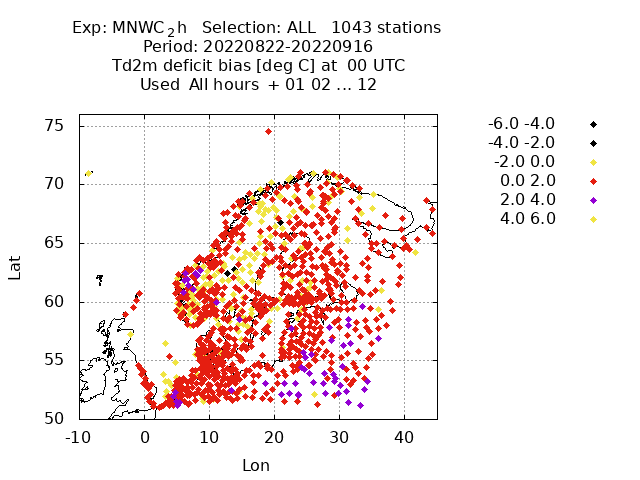 Exp: MNWC2h   Selection: ALL   1043 stations
Period: 20220822-20220916
Td2m deficit bias [deg C] at  00 UTC
Used  All hours  + 01 02 ... 12
-6.0 -4.0
-4.0 -2.0
-2.0 0.0
0.0 2.0
2.0 4.0
4.0 6.0
75
70
65
60
55
50
Lat
-10 0 10 20 30 40
Lon